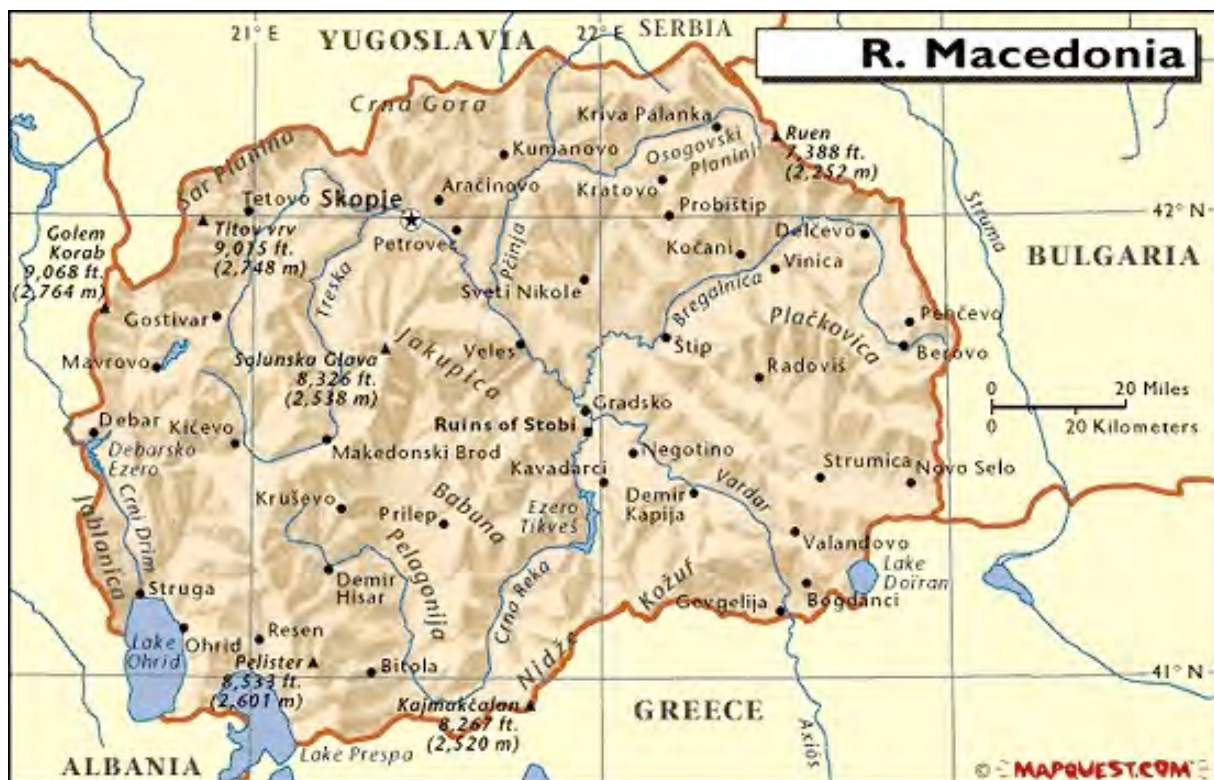 21° E
22° E
SERBIA
YUGOSLAVIA
R. Macedonia
Crna Gora
Kriva Palanka
Ruen
7,388 ft.
(2,252 m)
Osogovski
Planini
Kumanovo
Šar Planina
Kratovo
Aračinovo
Tetovo
Skopje
Probištip
42° N
Struma
Titov vrv
9,015 ft.
(2,748 m)
Golem
Korab
9,068 ft.
(2,764 m)
Petrovec
Pčinja
Kočani
Delčevo
BULGARIA
Vinica
Treska
Sveti Nikole
Bregalnica
Gostivar
Plačkovica
Pehčevo
Mavrovo
Solunska Glava
8,326 ft.
(2,538 m)
Jakupica
Veles
Štip
Berovo
Radoviš
0 20 Miles
0 20 Kilometers
Gradsko
Debar
Kičevo
Ruins of Stobi
Debarsko
Ezero
Makedonski Brod
Negotino
Kavadarci
Strumica
Novo Selo
Vardar
Jablanica
Crni Drim
Kruševo
Prilep
Babuna
Ezero
Tikveš
Demir
Kapija
Pelagonija
Valandovo
Lake
Doïran
Struga
Demir
Hisar
Crna Reka
Kožuf
Gevgelija
Bogdanci
Lake
Ohrid
Ohrid
Resen
Nidže
Pelister
8,533 ft.
(2,601 m)
Bitola
41° N
Kajmakčalan
8,267 ft.
(2,520 m)
GREECE
Axiós
Lake Prespa
ALBANIA
© MAPQUEST.COM™